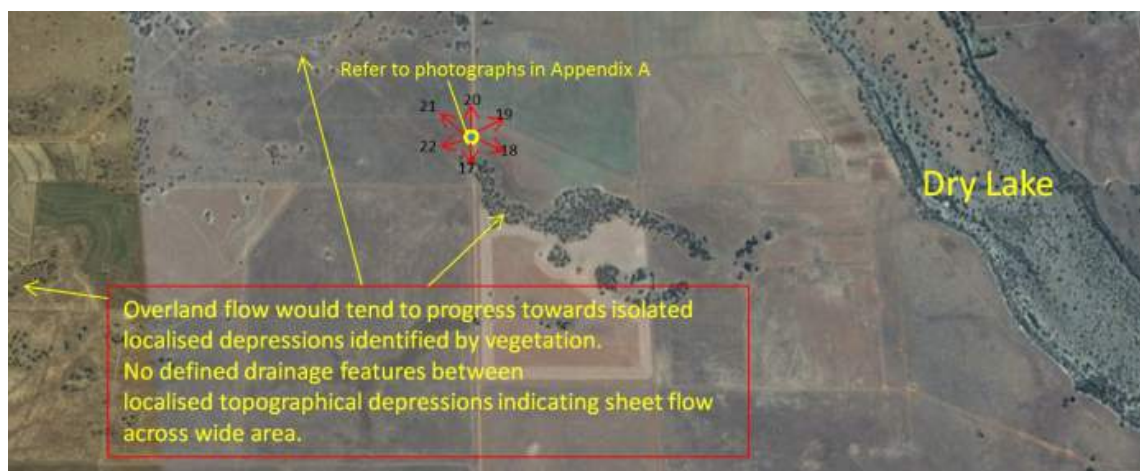 Refer to photographs in Appendix A
20
21
19
22
18
17
Dry Lake
Overland flow would tend to progress towards isolated
localised depressions identified by vegetation.
No defined drainage features between
localised topographical depressions indicating sheet flow
across wide area.